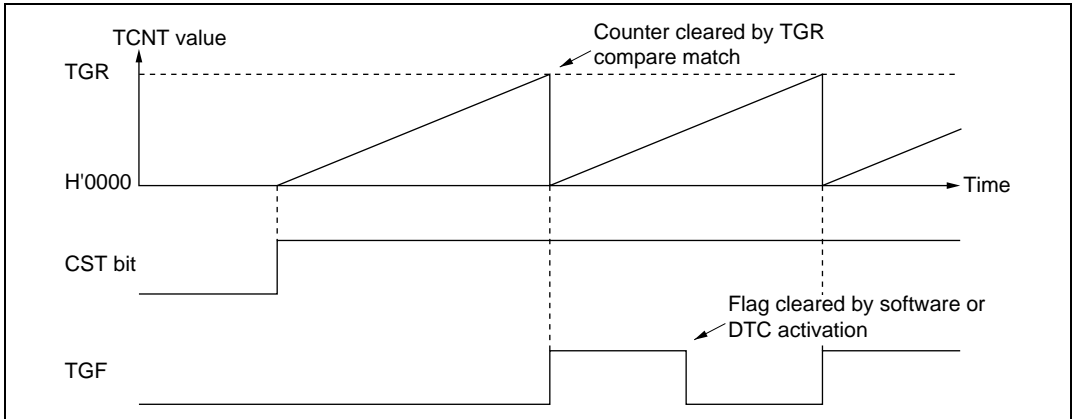 TCNT value
Counter cleared by TGR
compare match
TGR
H'0000
Time
CST bit
Flag cleared by software or
DTC activation
TGF